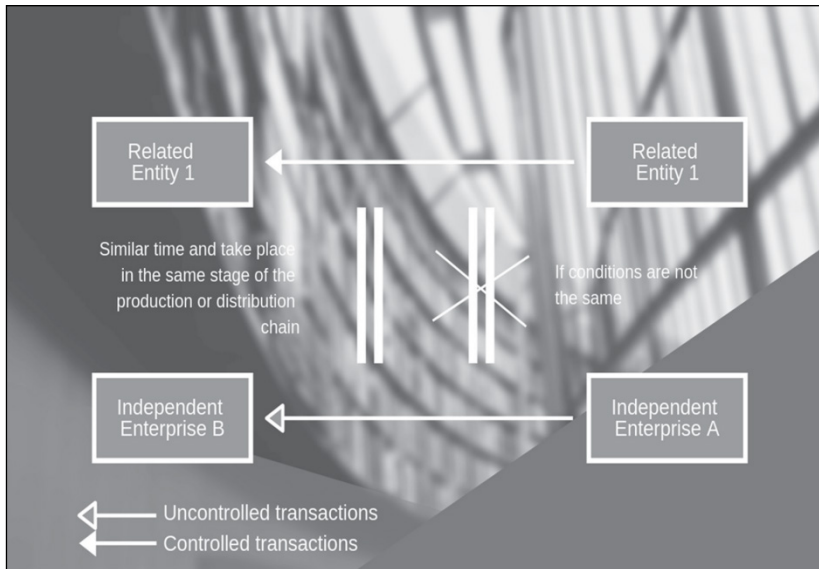 Related
Entity 1
Related
Entity 1
Similar time and take place
in the same stage of the
production or distribution
chain
If conditions are not
the same
Independent
Enterprise B
Independent
Enterprise A
Uncontrolled transactions
Controlled transactions